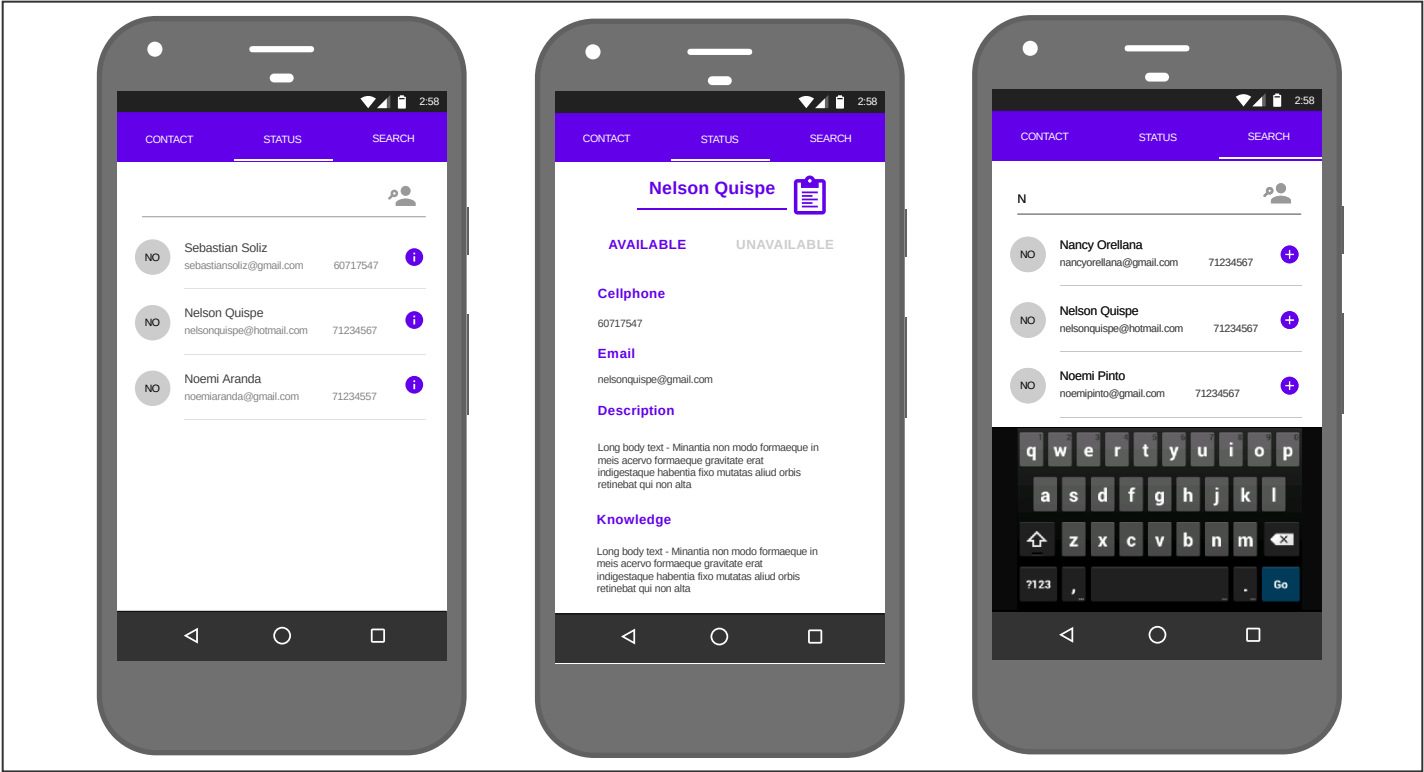 2:58
CONTACT STATUS SEARCH
NO Sebastian Soliz
sebastiansoliz@gmail.com 60717547
NO Nelson Quispe
nelsonquispe@hotmail.com 71234567
NO Noemi Aranda
noemiaranda@gmail.com 71234557
2:58
CONTACT STATUS SEARCH
Nelson Quispe
AVAILABLE UNAVAILABLE
Cellphone
60717547
Email
nelsonquispe@gmail.com
Description
Long body text - Minantia non modo formaeque in
meis acervo formaeque gravitate erat
indigestaque habentia fixo mutatas aliud orbis
retinebat qui non alta
Knowledge
Long body text - Minantia non modo formaeque in
meis acervo formaeque gravitate erat
indigestaque habentia fixo mutatas aliud orbis
retinebat qui non alta
2:58
CONTACT STATUS SEARCH
N
NO Nancy Orellana
nancyorellana@gmail.com 71234567
NO Nelson Quispe
nelsonquispe@hotmail.com 71234567
NO Noemi Pinto
noemipinto@gmail.com 71234567
q w e r t y u i o p
a s d f g h j k l
z x c v b n m
?123 , . Go